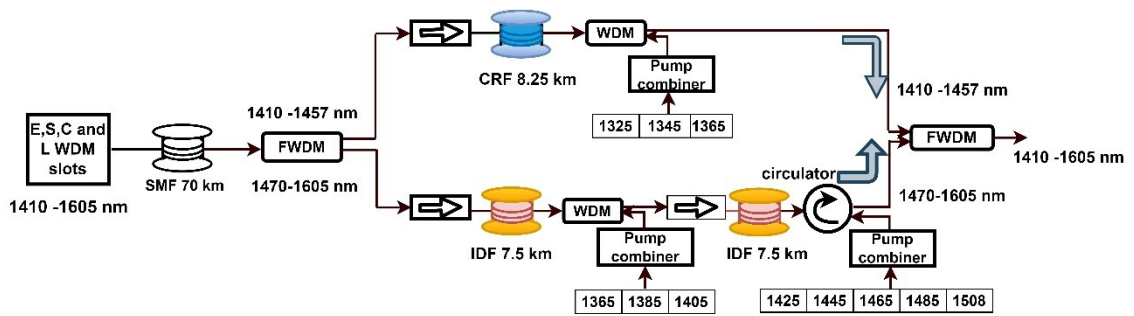 E,S,C and
L WDM
slots
1410 -1605 nm
SMF 70 km
FWDM
1410 -1457 nm
1470-1605 nm
CRF 8.25 km
WDM
Pump
combiner
1325 1345 1365
IDF 7.5 km
WDM
Pump
combiner
1365 1385 1405
IDF 7.5 km
circulator
Pump
combiner
1425 1445 1465 1485 1508
1410 -1457 nm
FWDM
1410 -1605 nm
1470-1605 nm